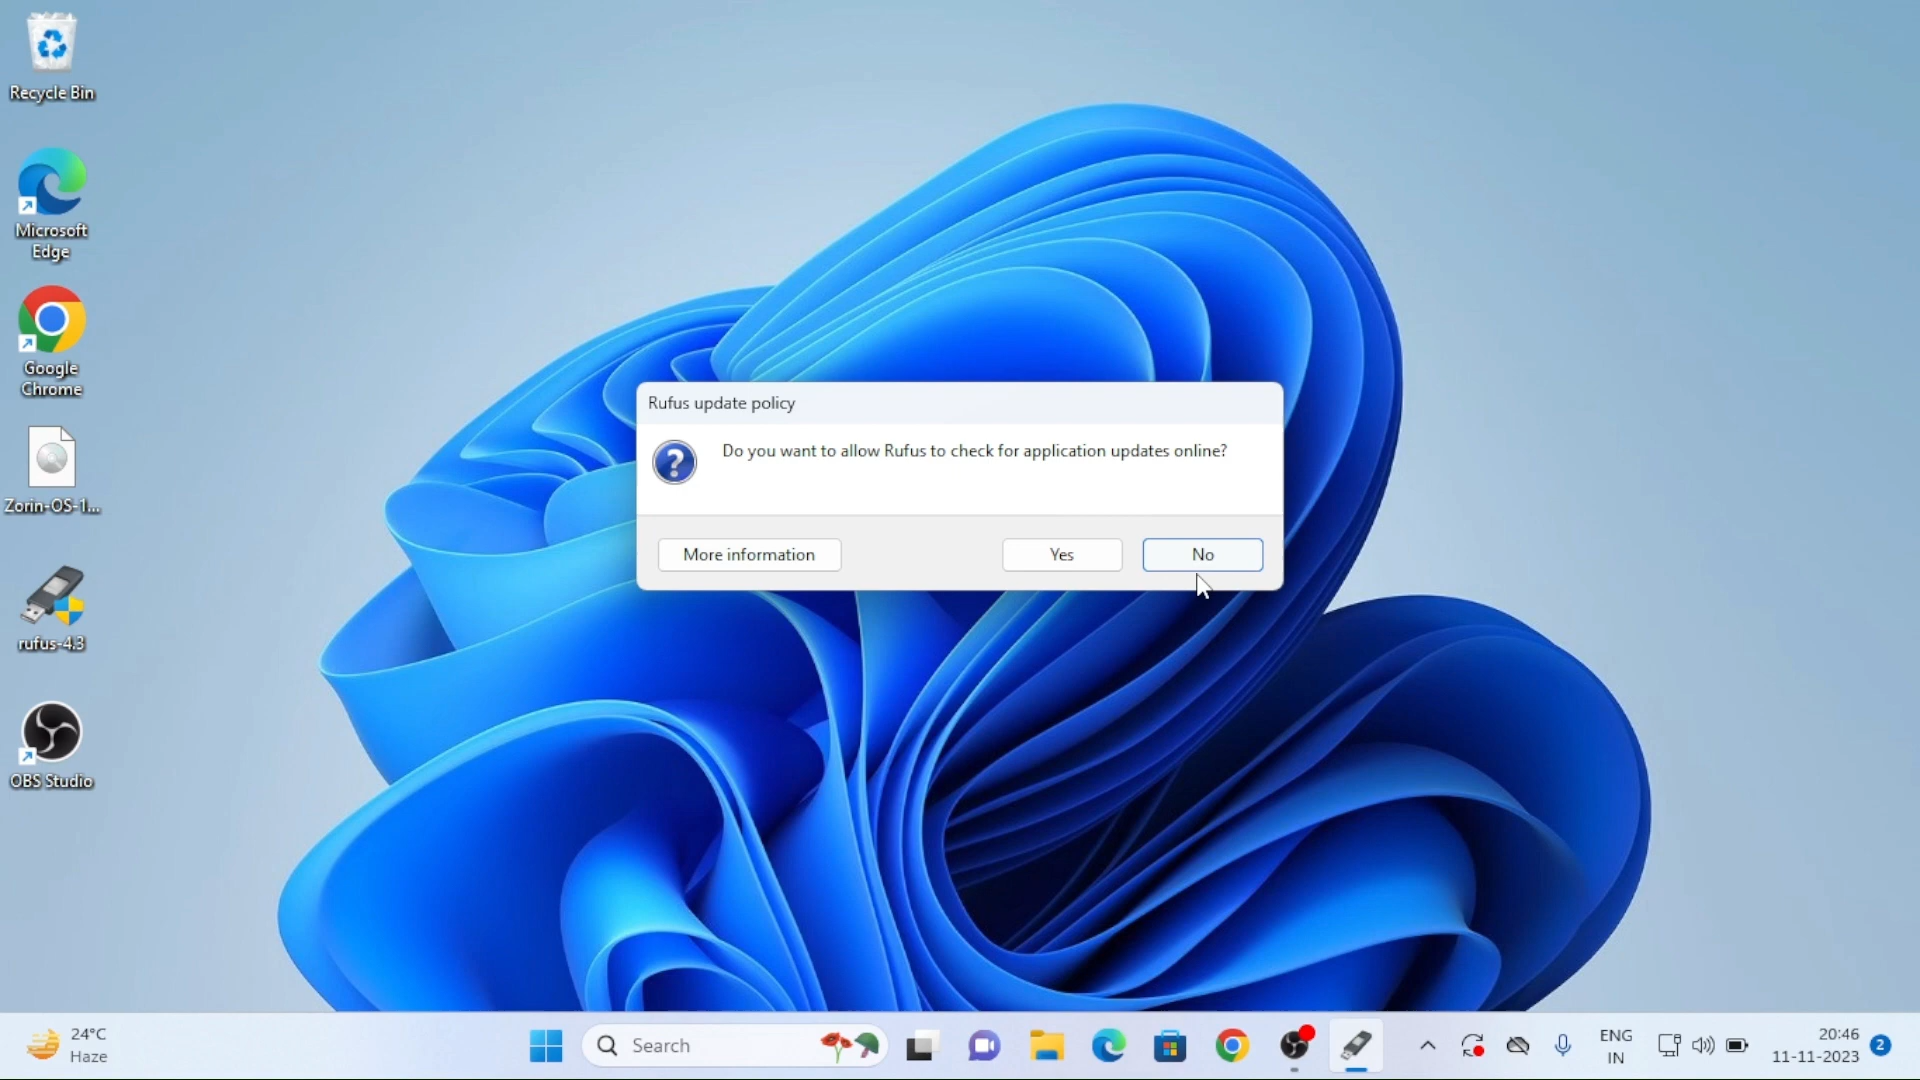 Recycle Bin
Microsoft
Edge
Google
Chrome
Zorin-OS-1...
rufus-4.3
OBS Studio
Rufus update policy
Do you want to allow Rufus to check for application updates online?
More information
Yes
No
24°C
Haze
Search
ENG
IN
20:46
11-11-2023
2